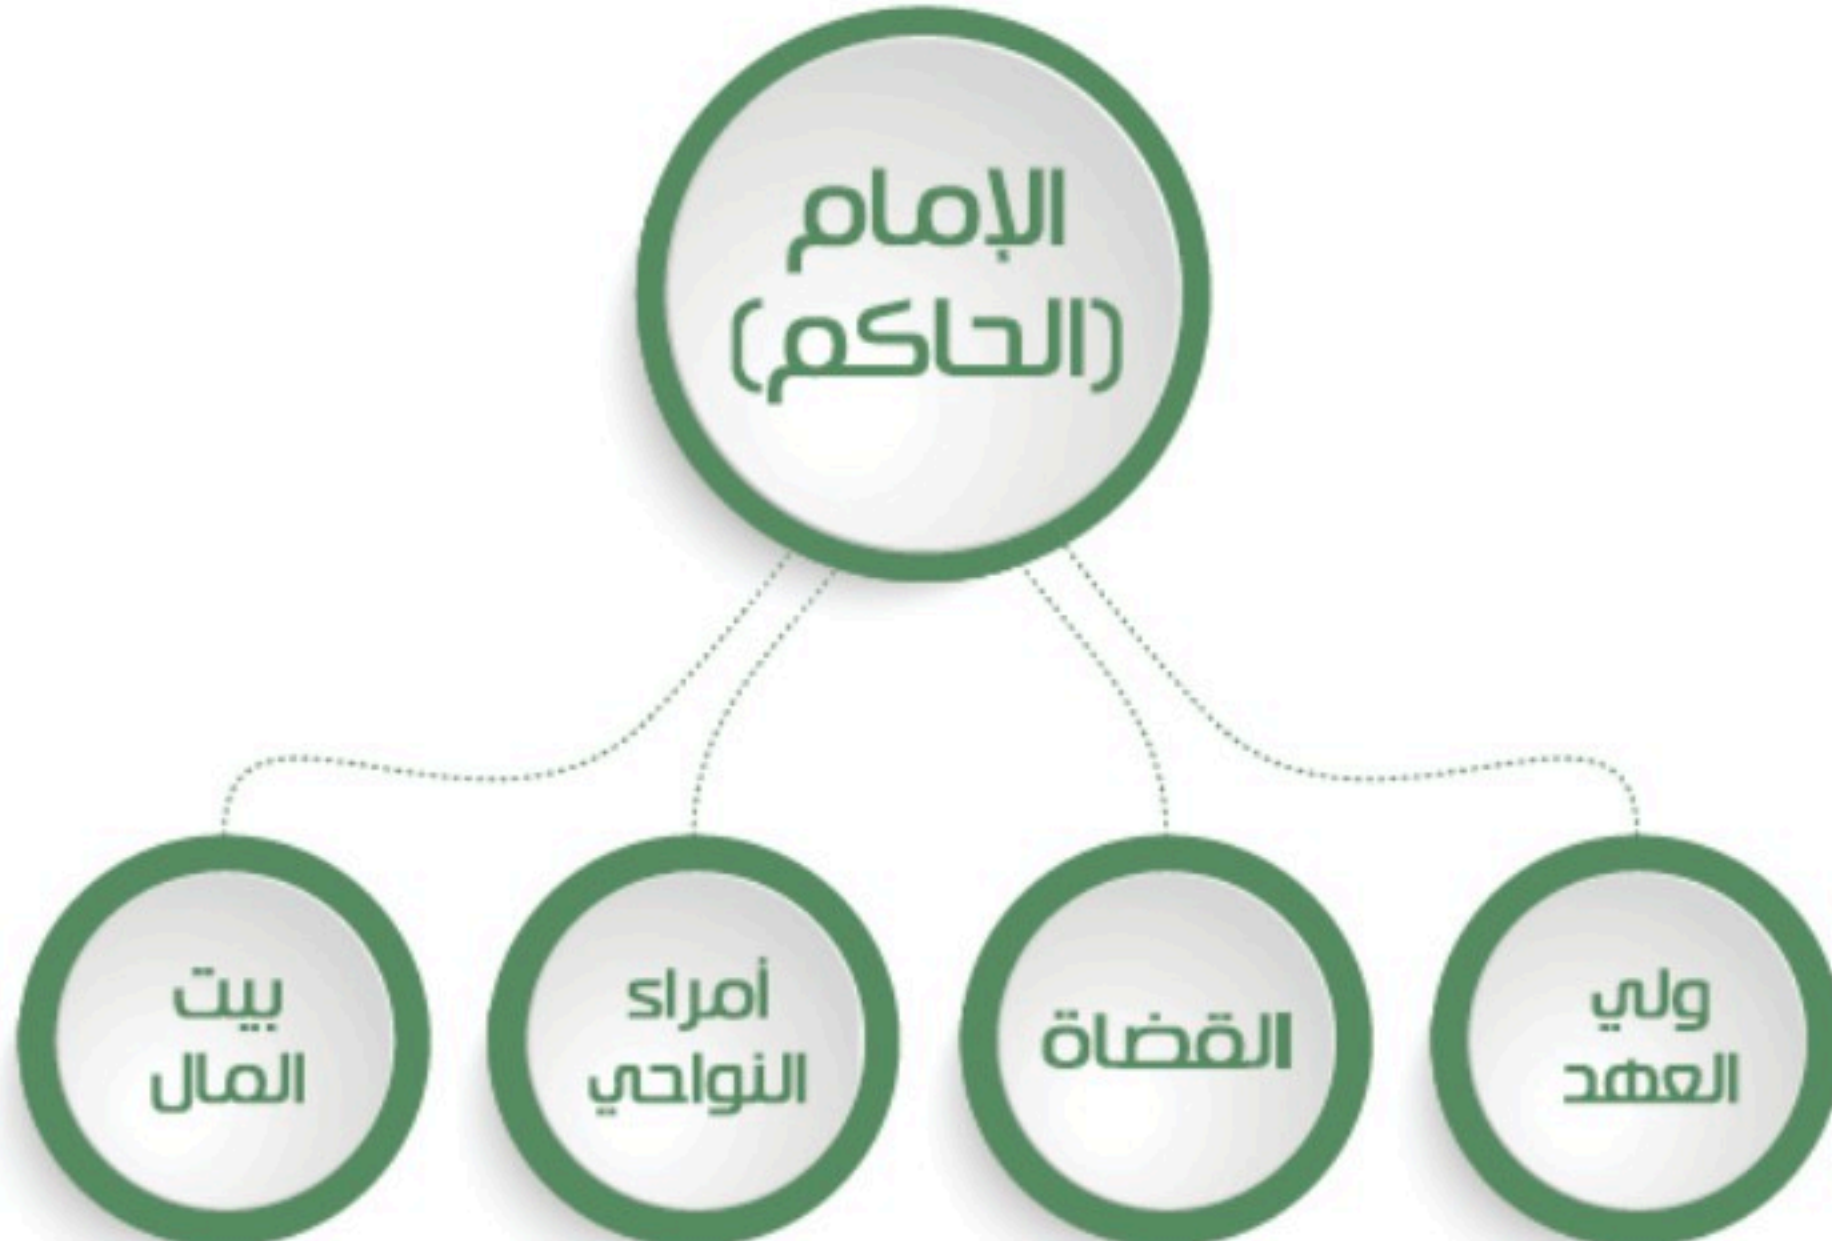 الإمام
(الحاكم)
ولي
العهد
القضاة
أمراء
النواحي
بيت
المال